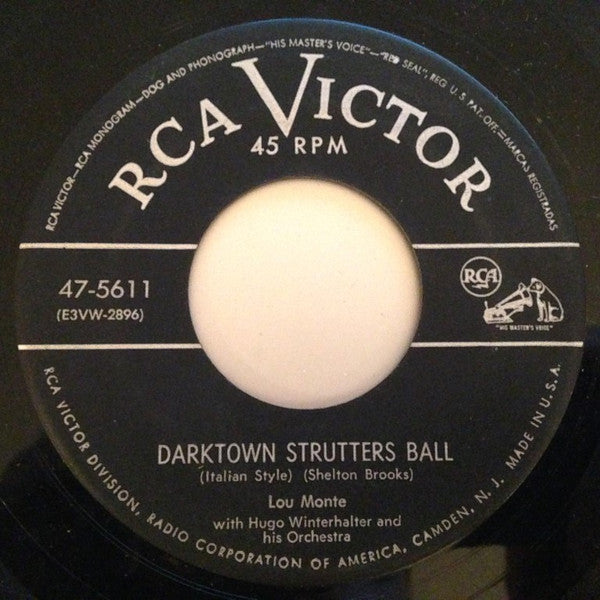 RCA VICTOR—RCA MONOGRAM—DOG AND PHONOGRAPH—"HIS MASTER'S VOICE"—"RED SEAL" REG. U.S. PAT. OFF.—MARCAS REGISTRADAS
RCA VICTOR
45 RPM
47-5611
(E3VW-2896)
RCA
"HIS MASTER'S VOICE"
DARKTOWN STRUTTERS BALL
(Italian Style) (Shelton Brooks)
Lou Monte
with Hugo Winterhalter and
his Orchestra
RCA VICTOR DIVISION, RADIO CORPORATION OF AMERICA, CAMDEN, N. J. MADE IN U.S.A.